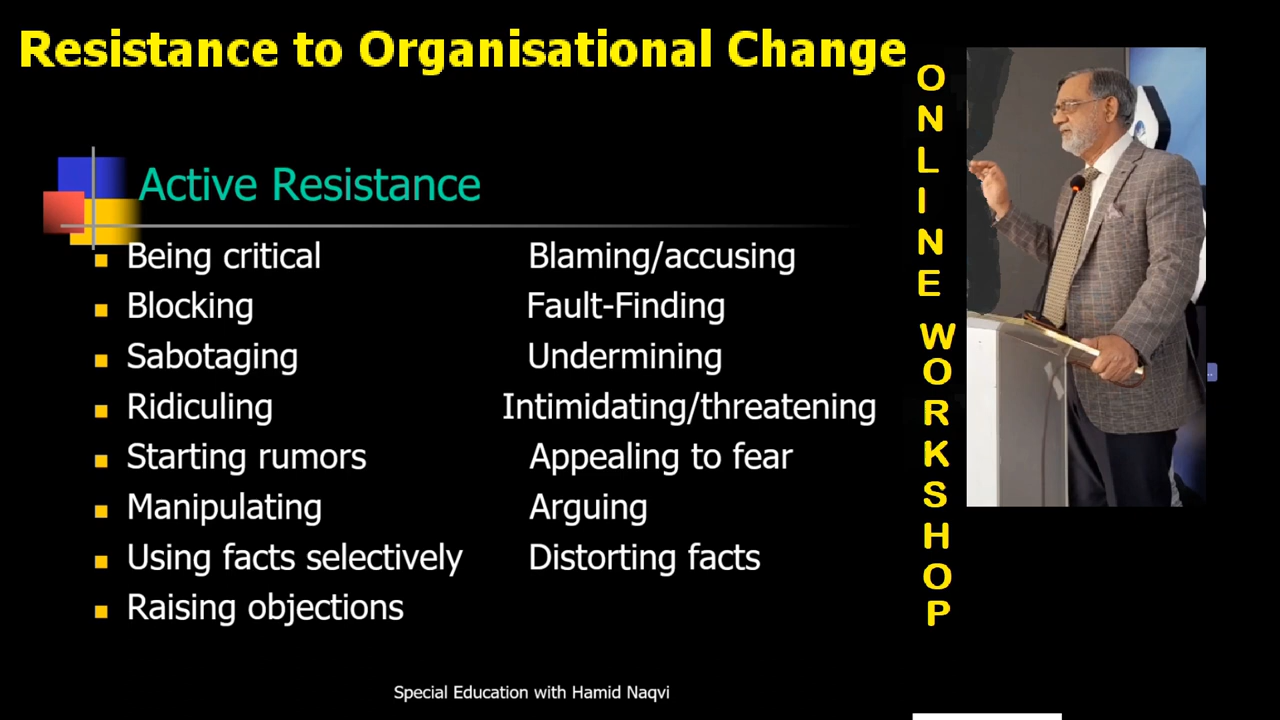 Resistance to Organisational Change
Active Resistance
Being critical Blaming/accusing
Blocking Fault-Finding
Sabotaging Undermining
Ridiculing Intimidating/threatening
Starting rumors Appealing to fear
Manipulating Arguing
Using facts selectively Distorting facts
Raising objections
Special Education with Hamid Naqvi
ONLINE WORKSHOP